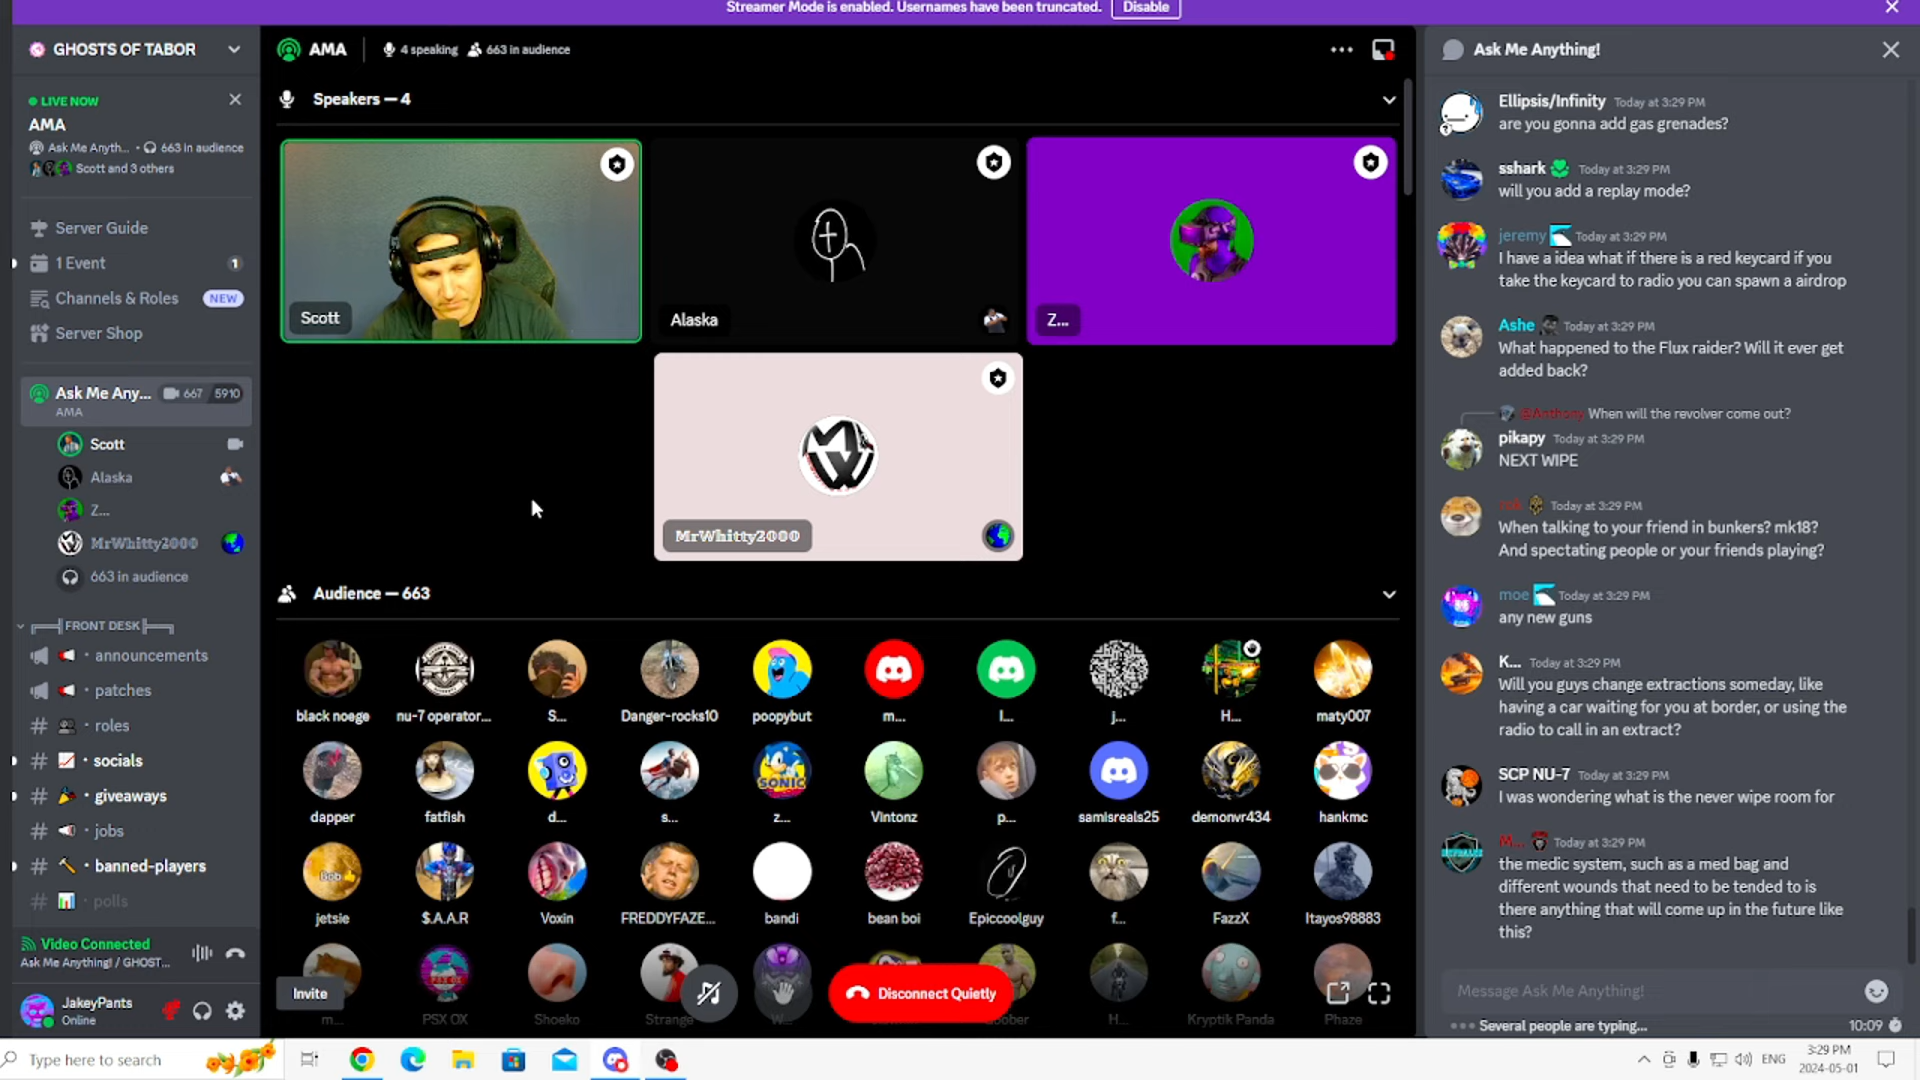 Streamer Mode is enabled. Usernames have been truncated.
Disable
GHOSTS OF TABOR
LIVE NOW
AMA
Ask Me Anyth... • 663 in audience
Scott and 3 others
Server Guide
1 Event
1
Channels & Roles
NEW
Server Shop
Ask Me Any...
667 5910
AMA
Scott
Alaska
Z...
MrWhitty2000
663 in audience
FRONT DESK
announcements
patches
roles
socials
giveaways
jobs
banned-players
polls
Video Connected
Ask Me Anything! / GHOST...
JakeyPants
Online
AMA
4 speaking
663 in audience
Speakers — 4
Scott
Alaska
Z...
MrWhitty2000
Audience — 663
black noege
nu-7 operator...
S...
Danger-rocks10
poopybut
m...
l...
j...
H...
maty007
SONIC
dapper
fatfish
d...
s...
z...
Vintonz
p...
samisreals25
demonvr434
hankmc
Bob
jetsie
$.A.A.R
Voxin
FREDDYFAZE...
bandi
bean boi
Epiccoolguy
f...
FazzX
Itayos98883
Invite
Disconnect Quietly
m...
PSX OX
Shoeko
Strange
W...
H...
Kryptik Panda
Phaze
Ask Me Anything!
Ellipsis/Infinity Today at 3:29 PM
are you gonna add gas grenades?
sshark Today at 3:29 PM
will you add a replay mode?
jeremy Today at 3:29 PM
I have a idea what if there is a red keycard if you
take the keycard to radio you can spawn a airdrop
Ashe Today at 3:29 PM
What happened to the Flux raider? Will it ever get
added back?
@Anthony When will the revolver come out?
pikapy Today at 3:29 PM
NEXT WIPE
Today at 3:29 PM
When talking to your friend in bunkers? mk18?
And spectating people or your friends playing?
moe Today at 3:29 PM
any new guns
K... Today at 3:29 PM
Will you guys change extractions someday, like
having a car waiting for you at border, or using the
radio to call in an extract?
SCP NU-7 Today at 3:29 PM
I was wondering what is the never wipe room for
M... Today at 3:29 PM
the medic system, such as a med bag and
different wounds that need to be tended to is
there anything that will come up in the future like
this?
Message Ask Me Anything!
Several people are typing...
10:09
Type here to search
ENG
3:29 PM
2024-05-01